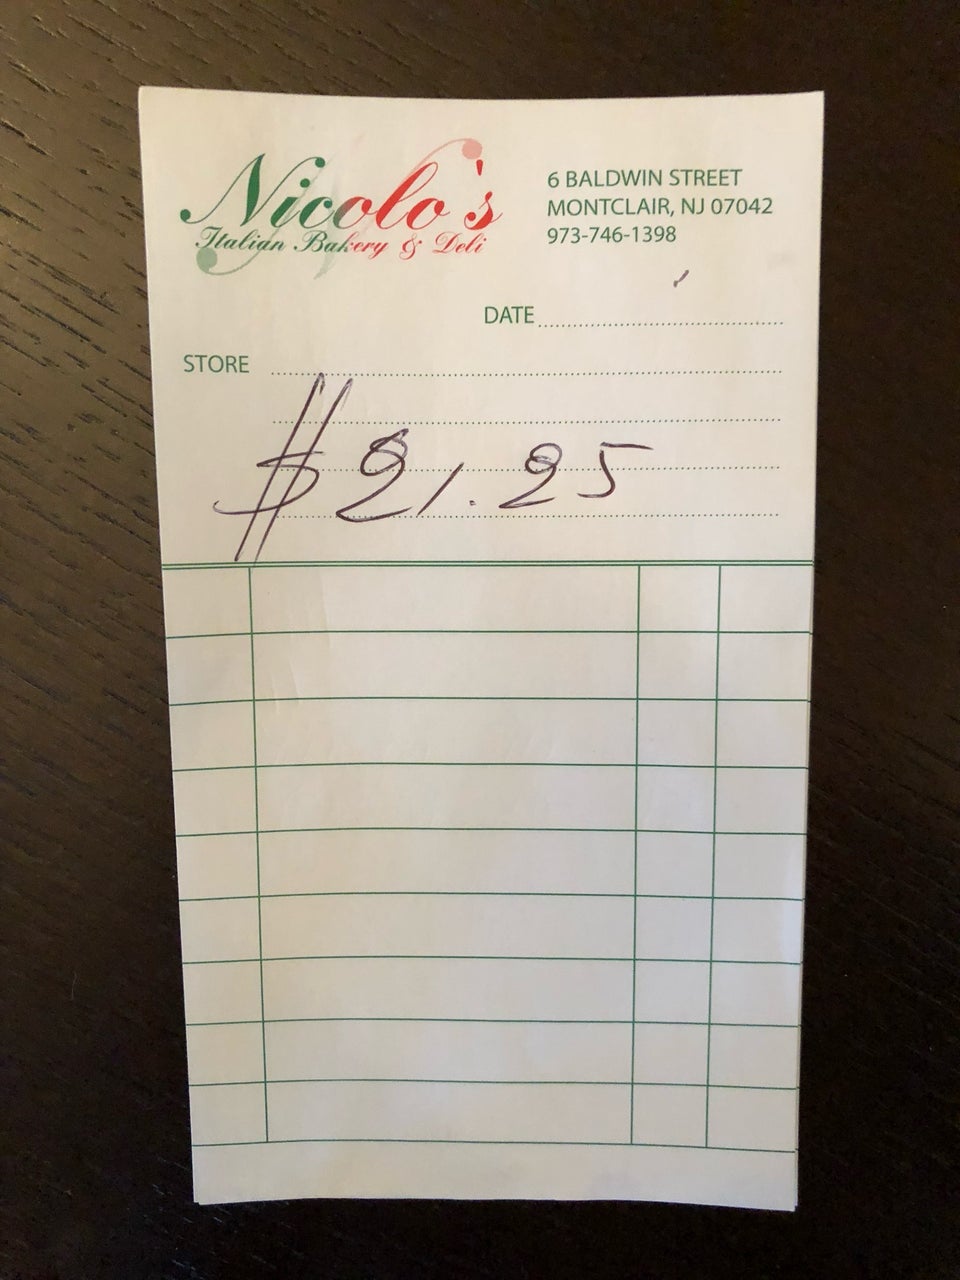 Nicolo's
Italian Bakery & Deli
6 BALDWIN STREET
MONTCLAIR, NJ 07042
973-746-1398
DATE
STORE
$21.25